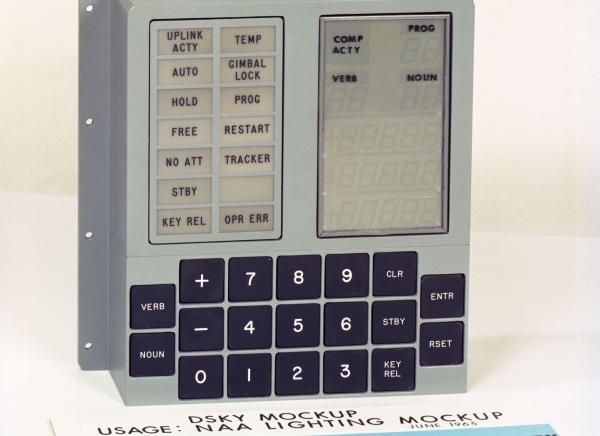 UPLINK ACTY
TEMP
AUTO
GIMBAL LOCK
HOLD
PROG
FREE
RESTART
NO ATT
TRACKER
STBY
KEY REL
OPR ERR
COMP ACTY
PROG
VERB
NOUN
VERB
NOUN
+ 7 8 9
- 4 5 6
0 1 2 3
CLR
STBY
KEY REL
ENTR
RSET
DSKY MOCKUP
USAGE: NAA LIGHTING MOCKUP
JUNE 1965